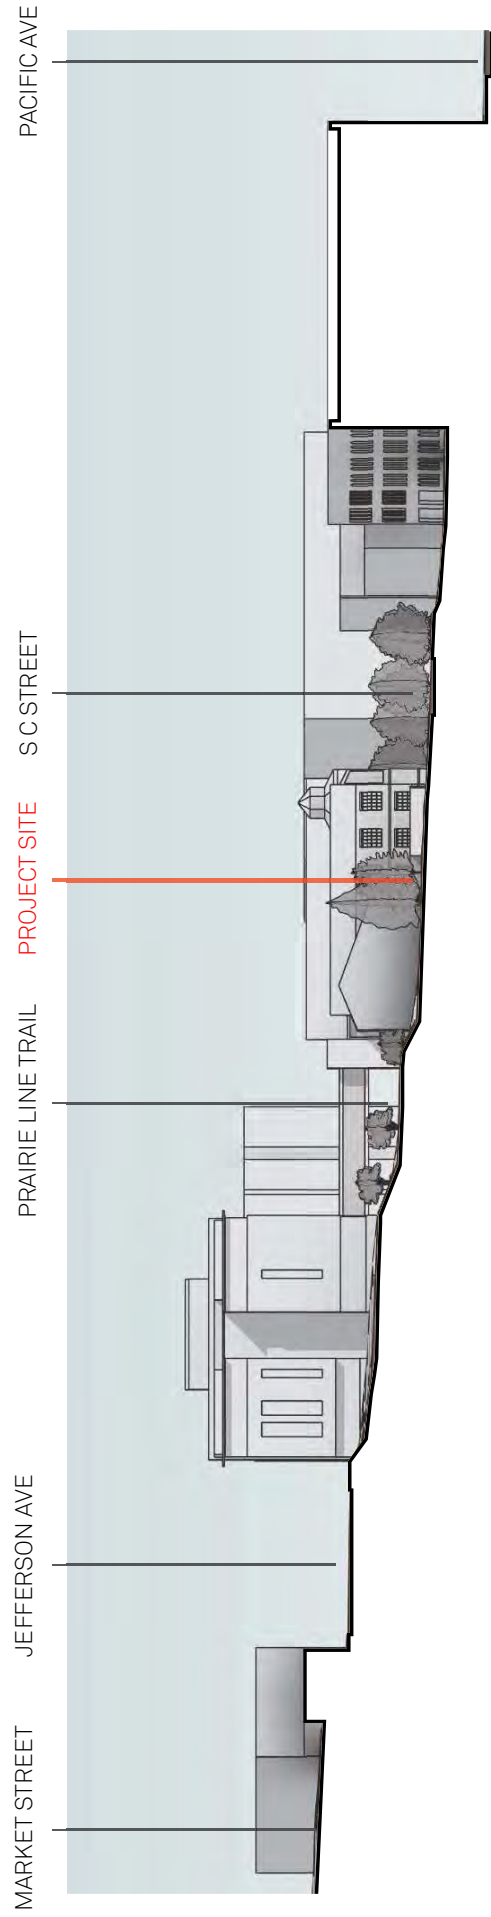 MARKET STREET
JEFFERSON AVE
PRAIRIE LINE TRAIL
PROJECT SITE
S C STREET
PACIFIC AVE